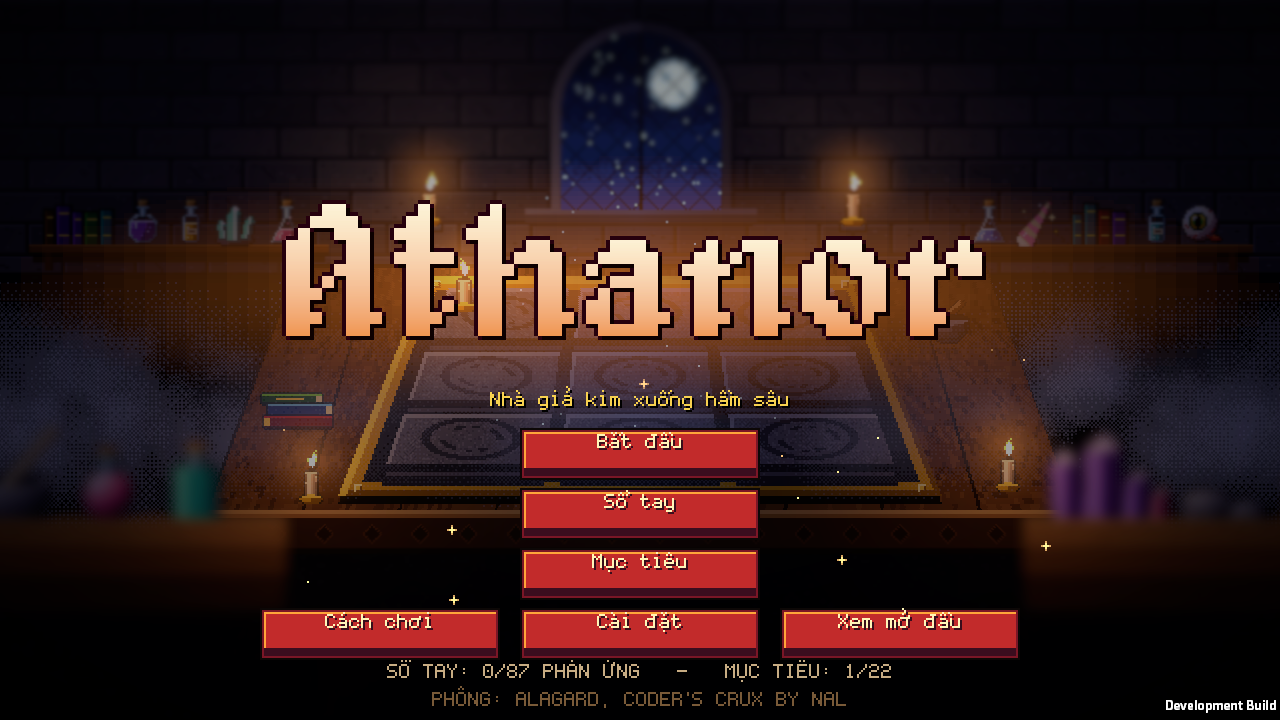 Athanor
Nhà giả kim xuống hầm sâu
Bắt đầu
Sổ tay
Mục tiêu
Cách chơi
Cài đặt
Xem mở đầu
SỔ TAY: 0/87 PHẢN ỨNG – MỤC TIÊU: 1/22
PHÔNG: ALAGARD, CODER'S CRUX BY NAL
Development Build